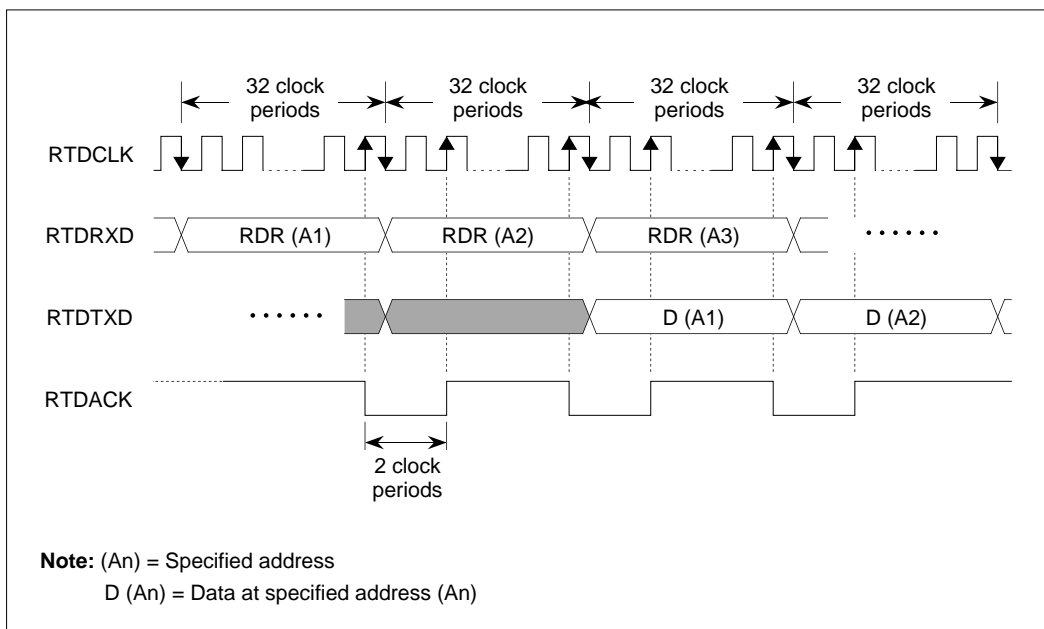 32 clock periods 32 clock periods 32 clock periods 32 clock periods
RTDCLK
RTDRXD RDR (A1) RDR (A2) RDR (A3) ······
RTDTXD ······ D (A1) D (A2)
RTDACK
2 clock
periods
Note: (An) = Specified address
D (An) = Data at specified address (An)